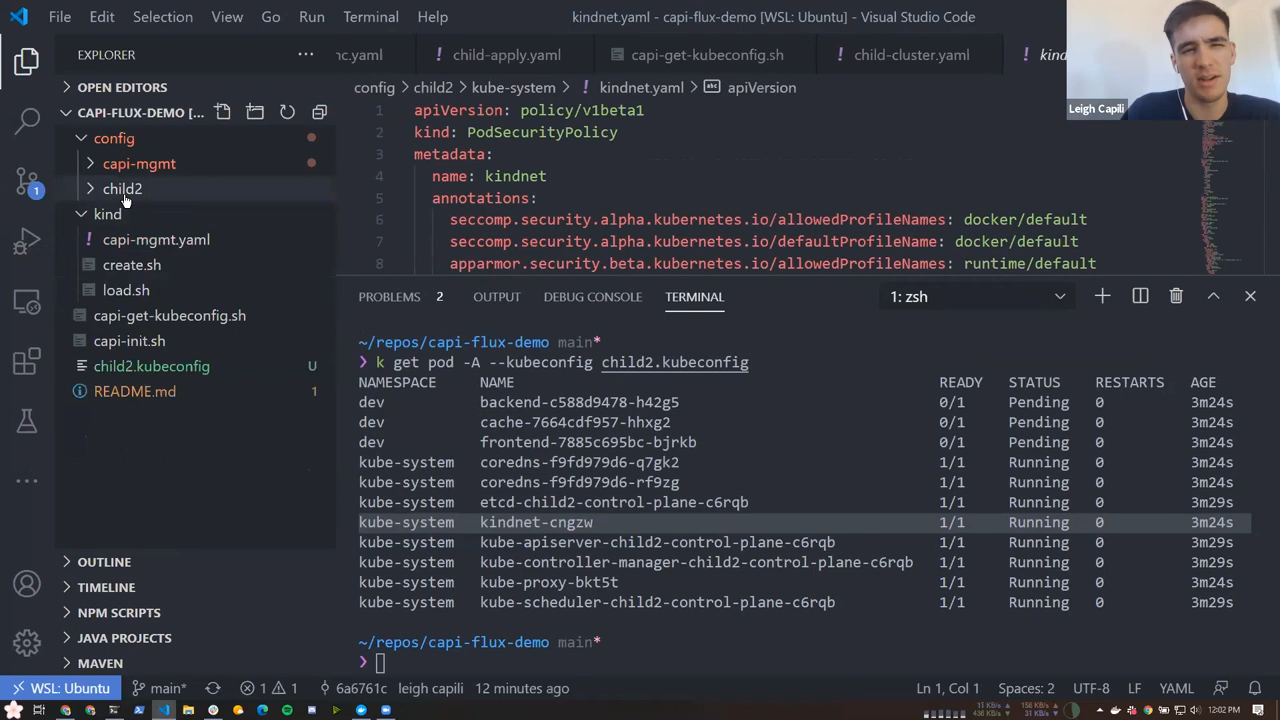 File Edit Selection View Go Run Terminal Help kindnet.yaml - capi-flux-demo [WSL: Ubuntu] - Visual Studio Code
EXPLORER
nc.yaml child-apply.yaml capi-get-kubeconfig.sh child-cluster.yaml
OPEN EDITORS
CAPI-FLUX-DEMO [...
config
capi-mgmt
child2
kind
capi-mgmt.yaml
create.sh
load.sh
capi-get-kubeconfig.sh
capi-init.sh
child2.kubeconfig U
README.md 1
OUTLINE
TIMELINE
NPM SCRIPTS
JAVA PROJECTS
MAVEN
1
config > child2 > kube-system > kindnet.yaml > apiVersion
1 apiVersion: policy/v1beta1
2 kind: PodSecurityPolicy
3 metadata:
4 name: kindnet
5 annotations:
6 seccomp.security.alpha.kubernetes.io/allowedProfileNames: docker/default
7 seccomp.security.alpha.kubernetes.io/defaultProfileName: docker/default
8 apparmor.security.beta.kubernetes.io/allowedProfileNames: runtime/default
Leigh Capili
PROBLEMS 2 OUTPUT DEBUG CONSOLE TERMINAL 1: zsh
~/repos/capi-flux-demo main*
❯ k get pod -A --kubeconfig child2.kubeconfig
NAMESPACE NAME READY STATUS RESTARTS AGE
dev backend-c588d9478-h42g5 0/1 Pending 0 3m24s
dev cache-7664cdf957-hhxg2 0/1 Pending 0 3m24s
dev frontend-7885c695bc-bjrkb 0/1 Pending 0 3m24s
kube-system coredns-f9fd979d6-q7gk2 1/1 Running 0 3m24s
kube-system coredns-f9fd979d6-rf9zg 1/1 Running 0 3m24s
kube-system etcd-child2-control-plane-c6rqb 1/1 Running 0 3m29s
kube-system kindnet-cngzw 1/1 Running 0 3m24s
kube-system kube-apiserver-child2-control-plane-c6rqb 1/1 Running 0 3m29s
kube-system kube-controller-manager-child2-control-plane-c6rqb 1/1 Running 0 3m29s
kube-system kube-proxy-bkt5t 1/1 Running 0 3m24s
kube-system kube-scheduler-child2-control-plane-c6rqb 1/1 Running 0 3m29s
~/repos/capi-flux-demo main*
❯
WSL: Ubuntu main* 1 1 6a6761c leigh capili 12 minutes ago Ln 1, Col 1 Spaces: 2 UTF-8 LF YAML
12:02 PM